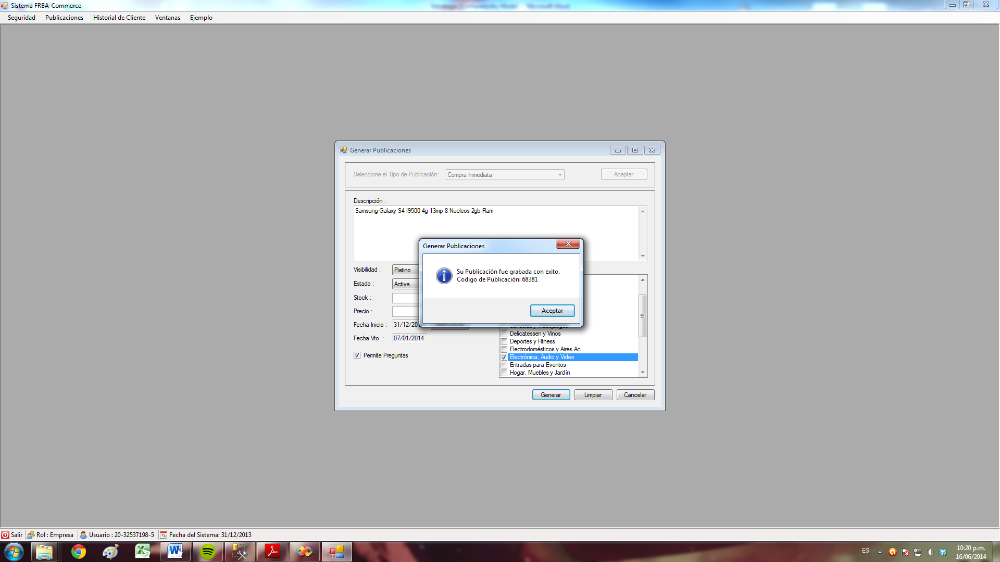 Sistema FRBA-Commerce
Seguridad Publicaciones Historial de Cliente Ventanas Ejemplo
Generar Publicaciones
Seleccione el Tipo de Publicación: Compra Inmediata Aceptar
Descripción :
Samsung Galaxy S4 I9500 4g 13mp 8 Nucleos 2gb Ram
Generar Publicaciones
Su Publicación fue grabada con exito.
Codigo de Publicación: 68381
Aceptar
Visibilidad : Platino
Estado : Activa
Stock :
Precio :
Fecha Inicio : 31/12/20
Fecha Vto. : 07/01/2014
Permite Preguntas
Delicatessen y Vinos
Deportes y Fitness
Electrodomésticos y Aires Ac.
Electrónica, Audio y Video
Entradas para Eventos
Hogar, Muebles y Jardín
Generar Limpiar Cancelar
Salir Rol : Empresa Usuario : 20-32537198-5 Fecha del Sistema: 31/12/2013
ES
10:20 p.m.
16/06/2014